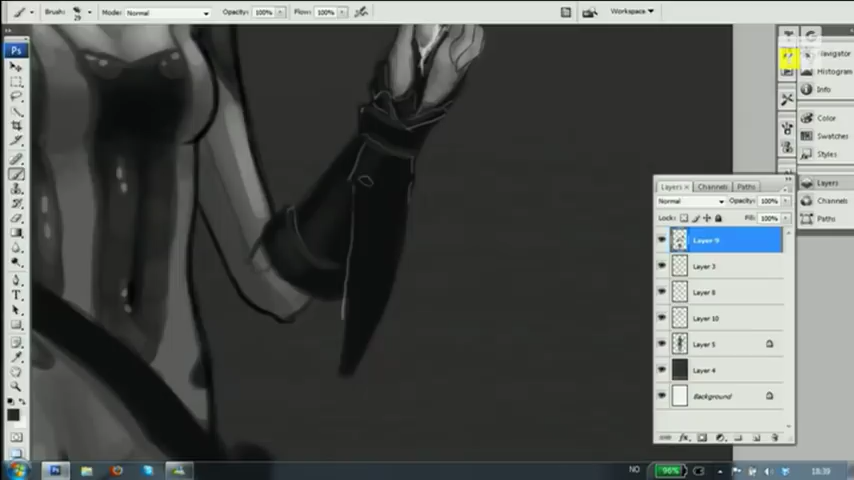 Brush: 29 Mode: Normal Opacity: 100% Flow: 100% Workspace
Ps
Navigator
Histogram
Info
Color
Swatches
Styles
Layers
Channels
Paths
Layers × Channels Paths
Normal Opacity: 100%
Lock: Fill: 100%
Layer 9
Layer 3
Layer 8
Layer 10
Layer 5
Layer 4
Background
T
NO 96% 18:39